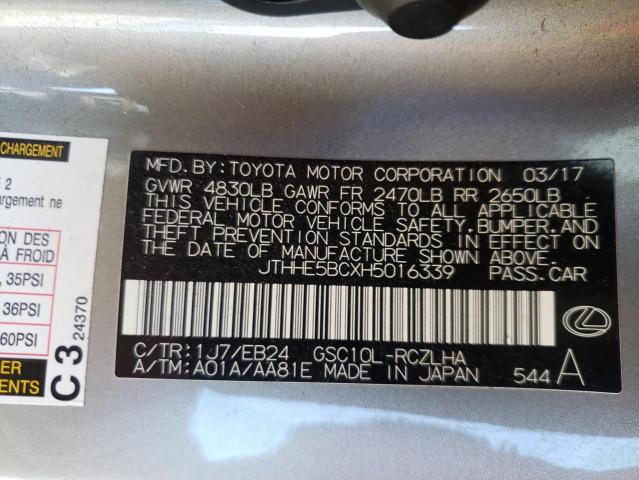 CHARGEMENT
2
argement ne
ON DES
À FROID
, 35PSI
36PSI
60PSI
ER
MENTS
C3
24370
MFD. BY: TOYOTA MOTOR CORPORATION 03/17
GVWR 4830LB GAWR FR 2470LB RR 2650LB
THIS VEHICLE CONFORMS TO ALL APPLICABLE
FEDERAL MOTOR VEHICLE SAFETY, BUMPER, AND
THEFT PREVENTION STANDARDS IN EFFECT ON
THE DATE OF MANUFACTURE SHOWN ABOVE.
JTHHE5BCXH5016339 PASS.CAR
C/TR: 1J7/EB24 GSC10L-RCZLHA
A/TM: A01A/AA81E MADE IN JAPAN 544 A